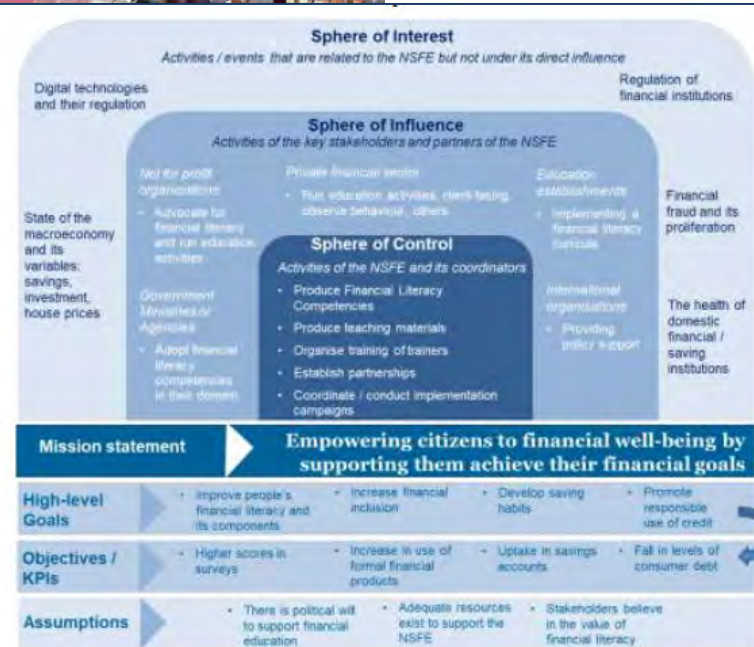 Sphere of Interest
Activities / events that are related to the NSFE but not under its direct influence
Digital technologies
and their regulation
Regulation of
financial institutions
Sphere of Influence
Activities of the key stakeholders and partners of the NSFE
Not for profit
organizations
• Advocate for
financial literacy
and run education
activities
Private financial sector
• Run education activities, client-facing,
observe behaviour, others
Education
establishments
• Implementing a
financial literacy
curricula
State of the
macroeconomy
and its
variables:
savings,
investment,
house prices
Financial
fraud and its
proliferation
Sphere of Control
Activities of the NSFE and its coordinators
• Produce Financial Literacy
Competencies
• Produce teaching materials
• Organise training of trainers
• Establish partnerships
• Coordinate / conduct implementation
campaigns
Government
Ministries or
Agencies
• Adopt financial
literacy
competencies
in their domain
International
organisations
• Providing
policy support
The health of
domestic
financial /
saving
institutions
Mission statement
Empowering citizens to financial well-being by
supporting them achieve their financial goals
High-level
Goals
• Improve people's
financial literacy and
its components
• Increase financial
inclusion
• Develop saving
habits
• Promote
responsible
use of credit
Objectives /
KPIs
• Higher scores in
surveys
• Increase in use of
formal financial
products
• Uptake in savings
accounts
• Fall in levels of
consumer debt
Assumptions
• There is political will
to support financial
education
• Adequate resources
exist to support the
NSFE
• Stakeholders believe
in the value of
financial literacy